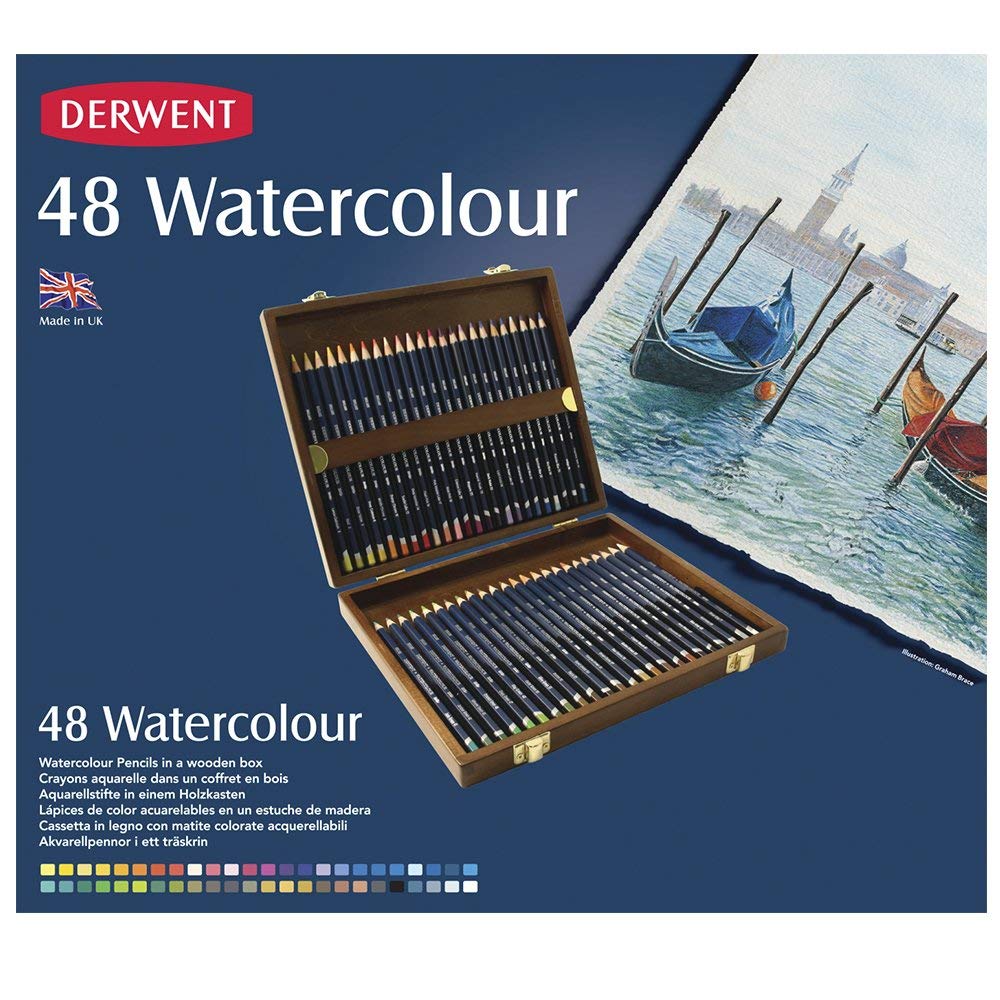 DERWENT
48 Watercolour
Made in UK
Illustration: Graham Brace
48 Watercolour
Watercolour Pencils in a wooden box
Crayons aquarelle dans un coffret en bois
Aquarellstifte in einem Holzkasten
Lápices de color acuarelables en un estuche de madera
Cassetta in legno con matite colorate acquerellabili
Akvarellpennor i ett träskrin